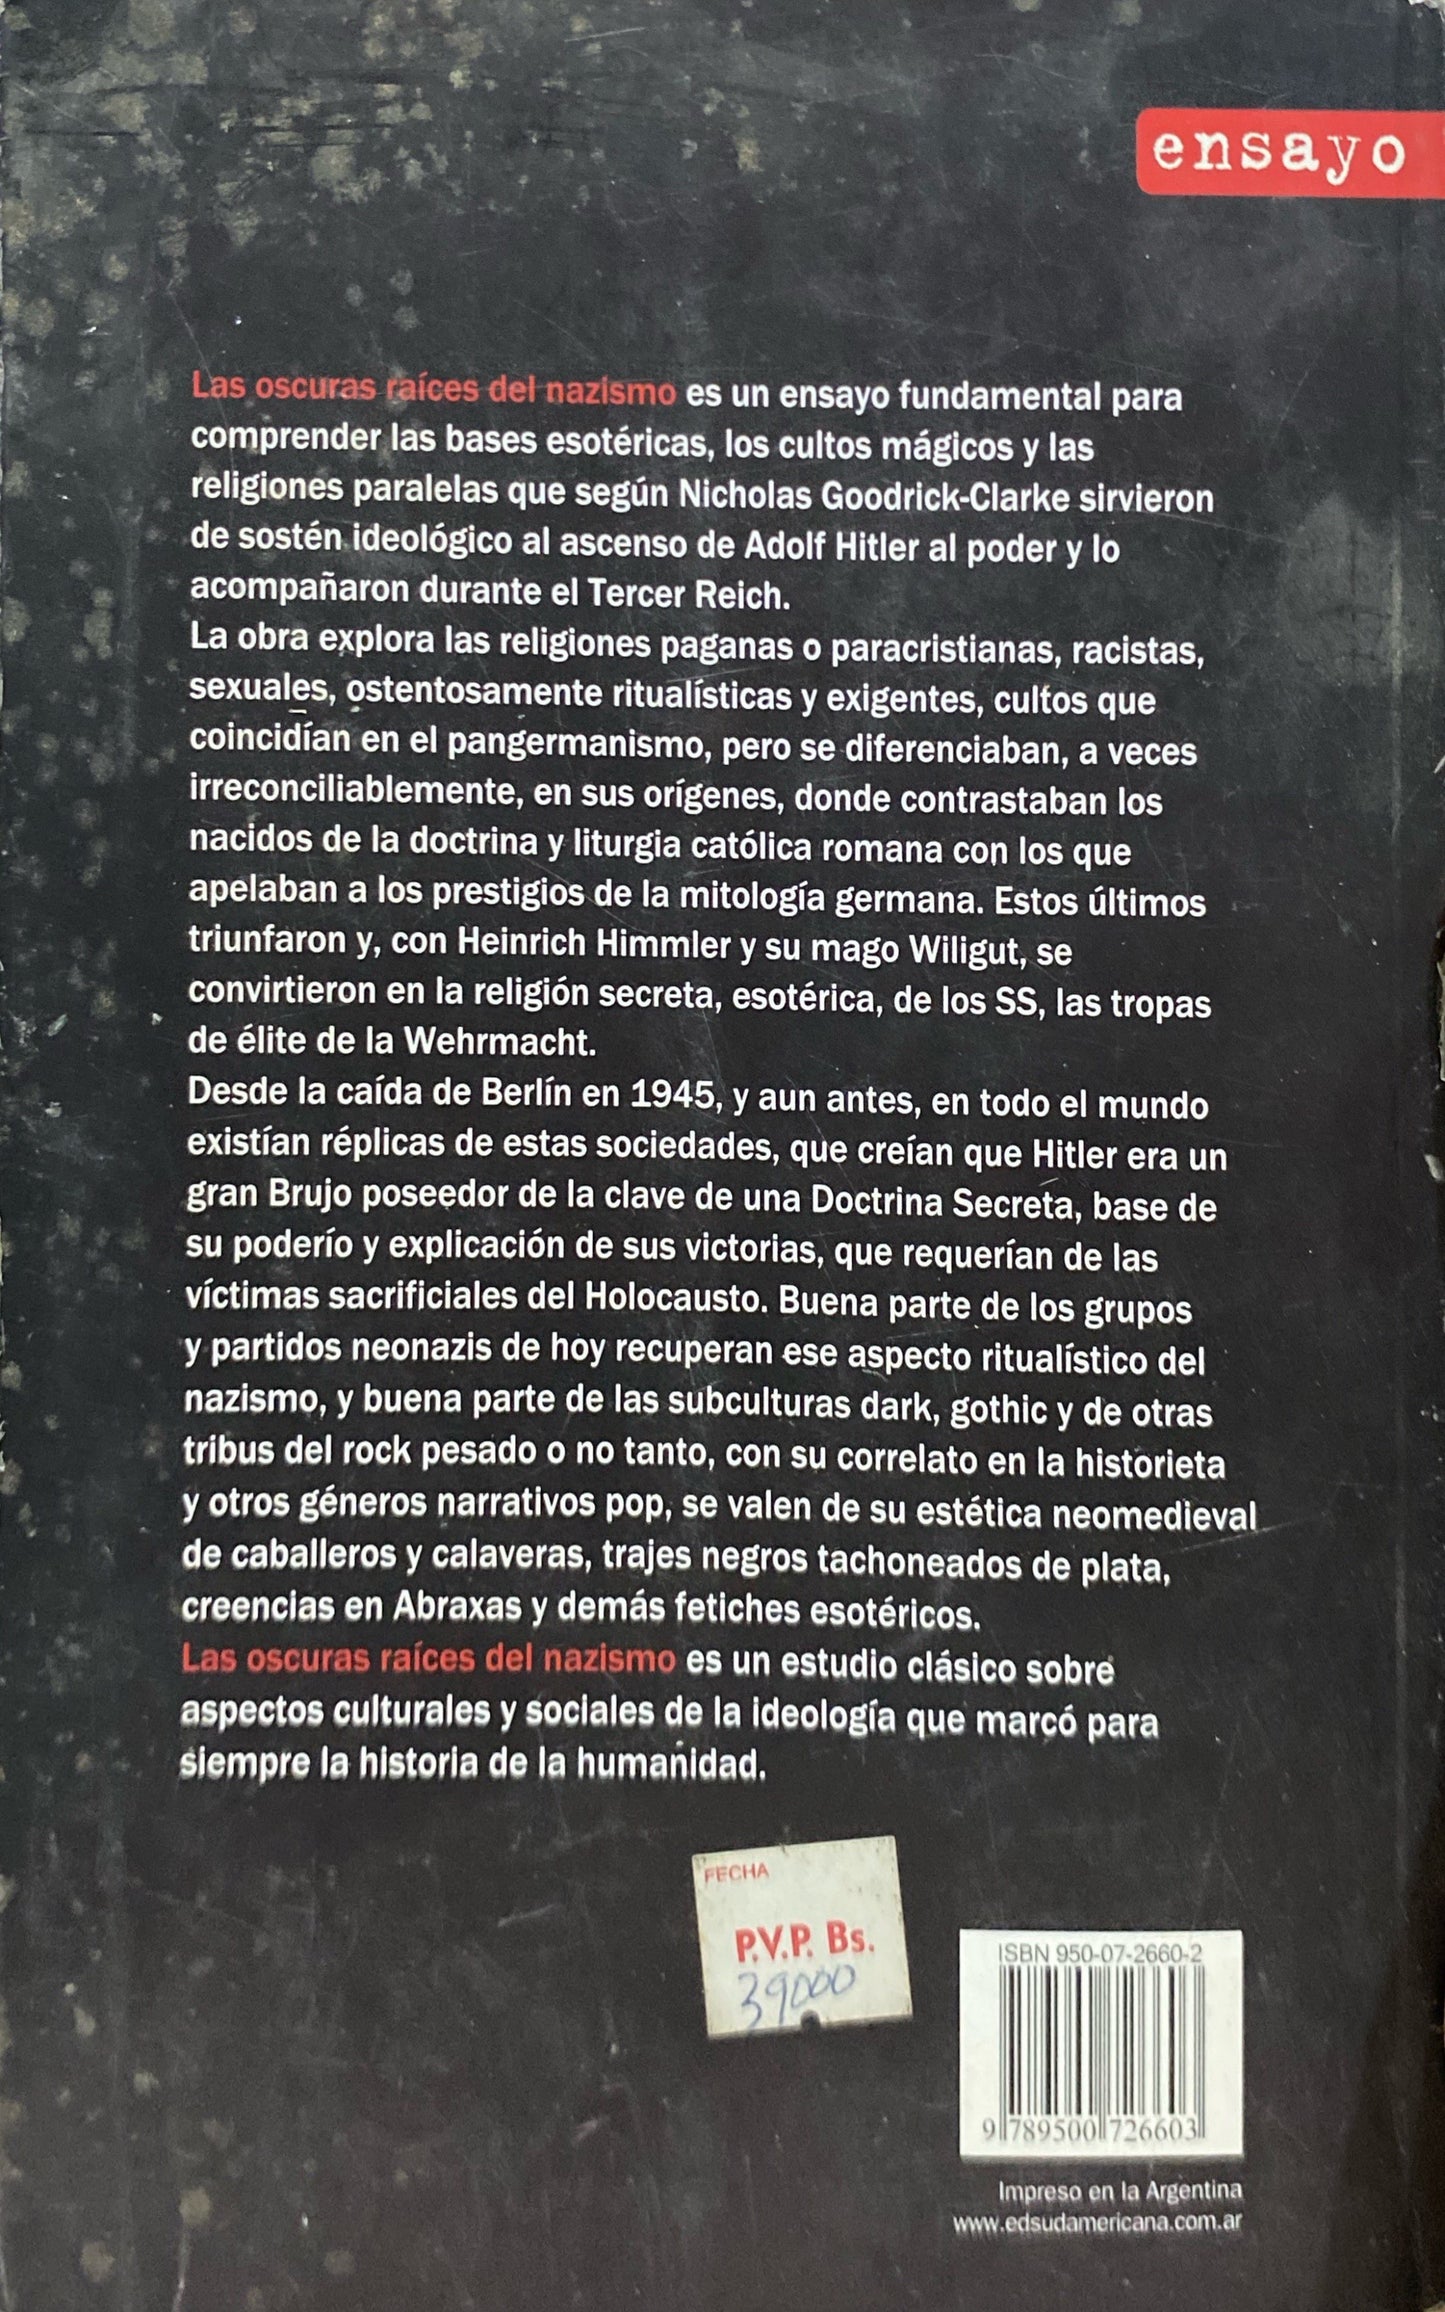 ensayo
Las oscuras raíces del nazismo es un ensayo fundamental para
comprender las bases esotéricas, los cultos mágicos y las
religiones paralelas que según Nicholas Goodrick-Clarke sirvieron
de sostén ideológico al ascenso de Adolf Hitler al poder y lo
acompañaron durante el Tercer Reich.
La obra explora las religiones paganas o paracristianas, racistas,
sexuales, ostentosamente ritualísticas y exigentes, cultos que
coincidían en el pangermanismo, pero se diferenciaban, a veces
irreconciliablemente, en sus orígenes, donde contrastaban los
nacidos de la doctrina y liturgia católica romana con los que
apelaban a los prestigios de la mitología germana. Estos últimos
triunfaron y, con Heinrich Himmler y su mago Wiligut, se
convirtieron en la religión secreta, esotérica, de los SS, las tropas
de élite de la Wehrmacht.
Desde la caída de Berlín en 1945, y aun antes, en todo el mundo
existían réplicas de estas sociedades, que creían que Hitler era un
gran Brujo poseedor de la clave de una Doctrina Secreta, base de
su poderío y explicación de sus victorias, que requerían de las
víctimas sacrificiales del Holocausto. Buena parte de los grupos
y partidos neonazis de hoy recuperan ese aspecto ritualístico del
nazismo, y buena parte de las subculturas dark, gothic y de otras
tribus del rock pesado o no tanto, con su correlato en la historieta
y otros géneros narrativos pop, se valen de su estética neomedieval
de caballeros y calaveras, trajes negros tachoneados de plata,
creencias en Abraxas y demás fetiches esotéricos.
Las oscuras raíces del nazismo es un estudio clásico sobre
aspectos culturales y sociales de la ideología que marcó para
siempre la historia de la humanidad.
FECHA
P.V.P. Bs.
39000
ISBN 950-07-2660-2
9 789500 726603
Impreso en la Argentina
www.edsudamericana.com.ar